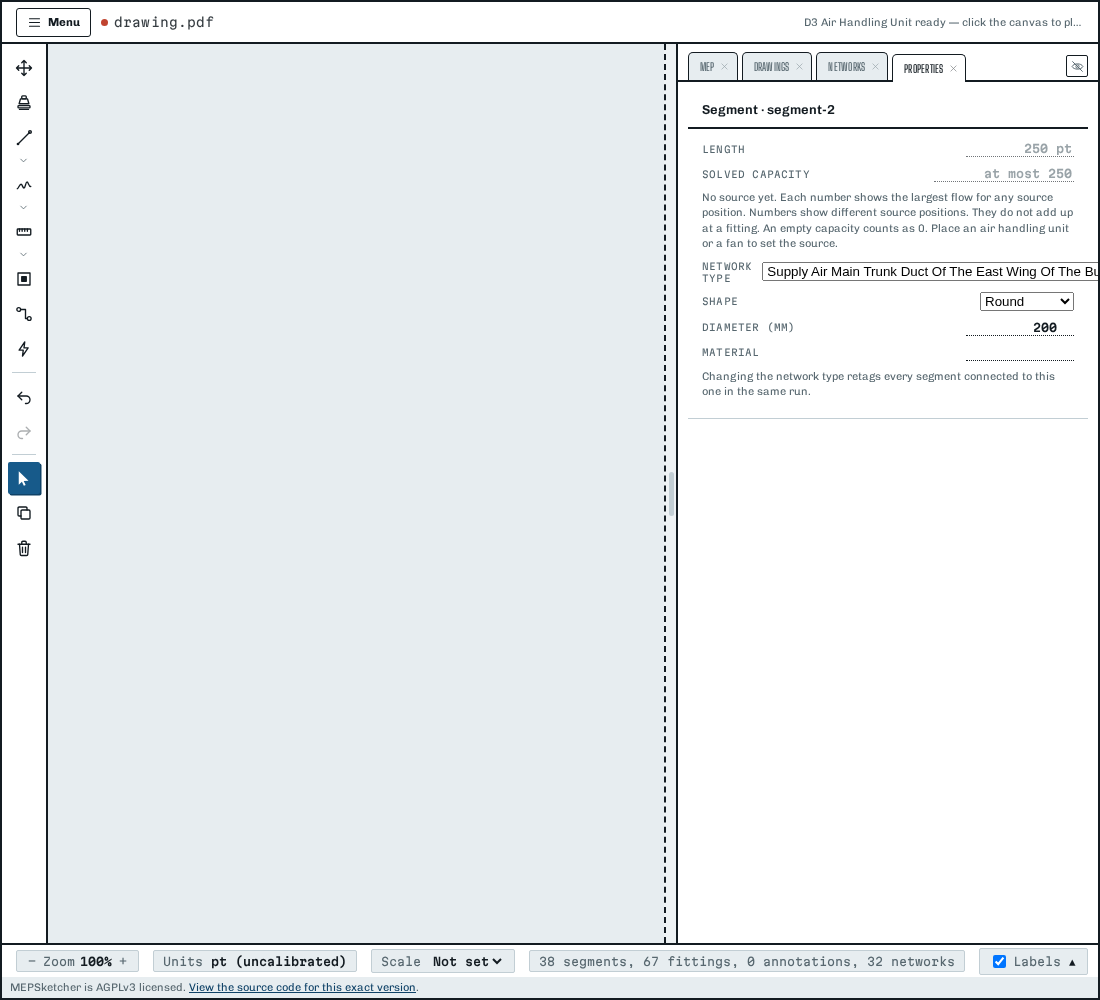 Menu
drawing.pdf
D3 Air Handling Unit ready — click the canvas to pl...
MEP
DRAWINGS
NETWORKS
PROPERTIES
Segment · segment-2
LENGTH
250 pt
SOLVED CAPACITY
at most 250
No source yet. Each number shows the largest flow for any source
position. Numbers show different source positions. They do not add up
at a fitting. An empty capacity counts as 0. Place an air handling unit
or a fan to set the source.
NETWORK
TYPE
Supply Air Main Trunk Duct Of The East Wing Of The Bu
SHAPE
Round
DIAMETER (MM)
200
MATERIAL
Changing the network type retags every segment connected to this
one in the same run.
− Zoom 100% +
Units pt (uncalibrated)
Scale Not set
38 segments, 67 fittings, 0 annotations, 32 networks
Labels ▲
MEPSketcher is AGPLv3 licensed. View the source code for this exact version.